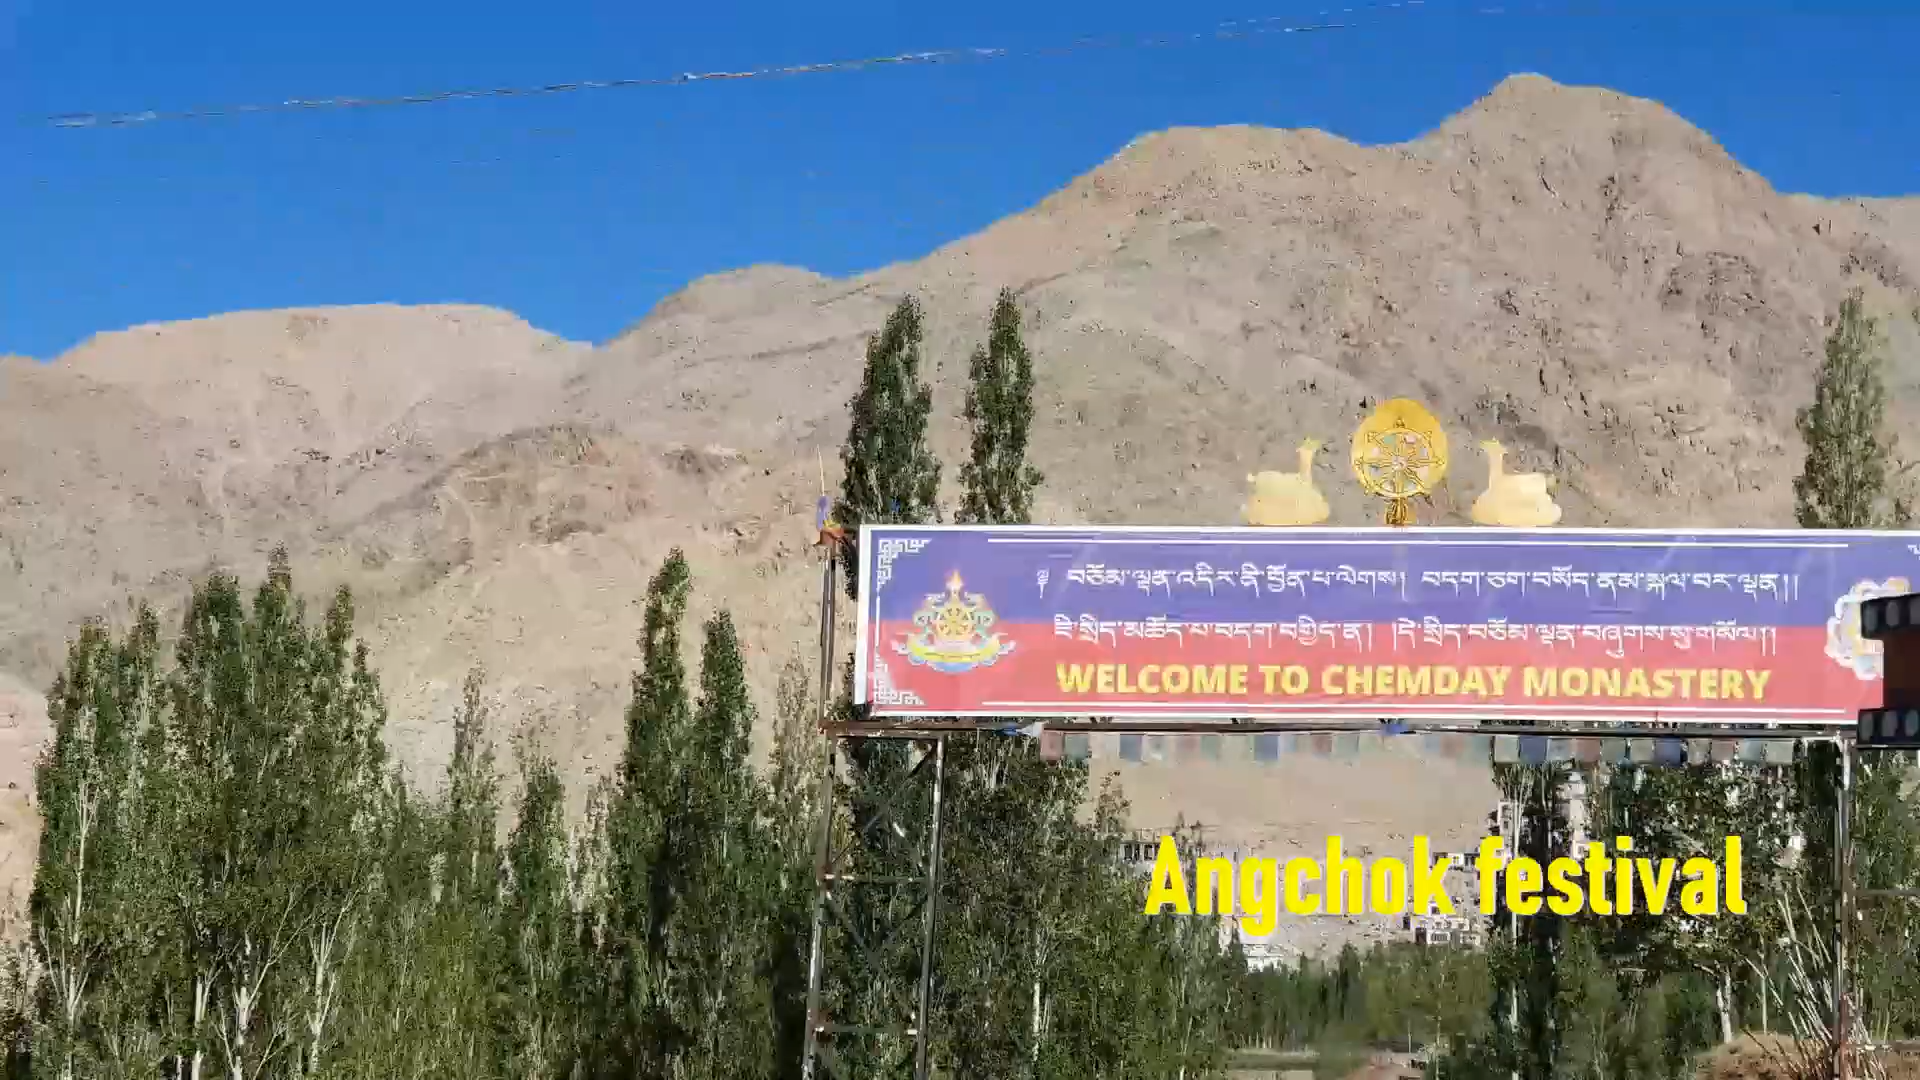 ༄ བཅོམ་ལྡན་འདིར་ནི་བྱོན་པ་ལེགས། བདག་ཅག་བསོད་ནམ་སྐལ་བར་ལྡན།།
ཇི་སྲིད་མཆོད་པ་བདག་བགྱིད་ན། །དེ་སྲིད་བཅོམ་ལྡན་བཞུགས་སུ་གསོལ།།
WELCOME TO CHEMDAY MONASTERY
Angchok festival